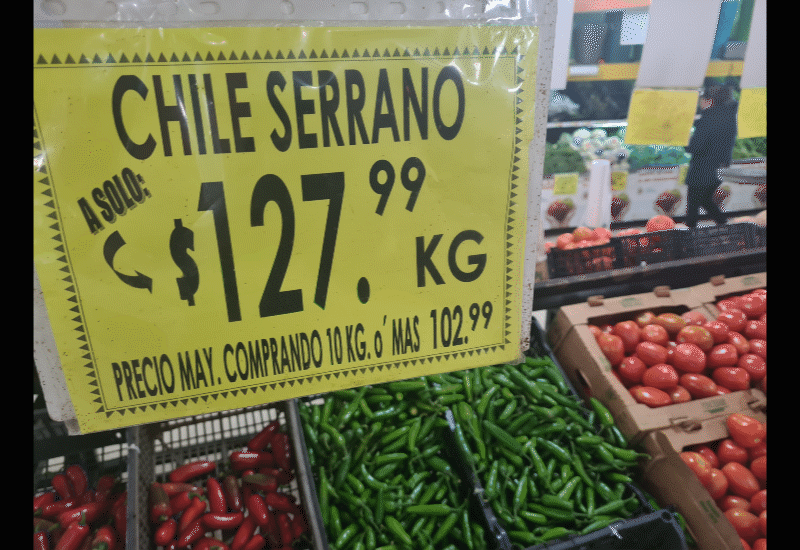 CHILE SERRANO
A SOLO:
$127.99 KG
PRECIO MAY. COMPRANDO 10 KG. o´ MAS 102.99